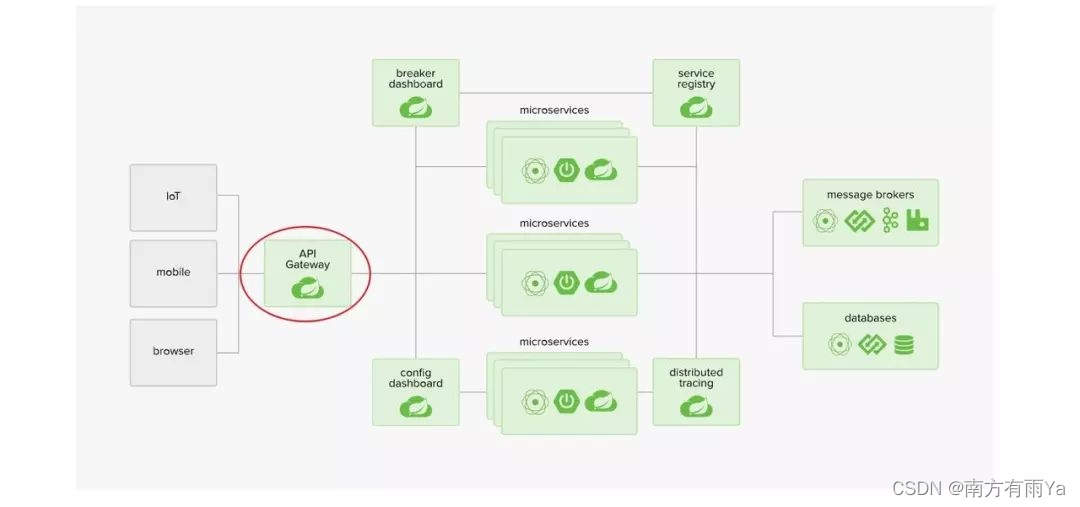 breaker
dashboard
service
registry
microservices
IoT
message brokers
microservices
API
Gateway
mobile
databases
microservices
browser
config
dashboard
distributed
tracing
CSDN @南方有雨Ya